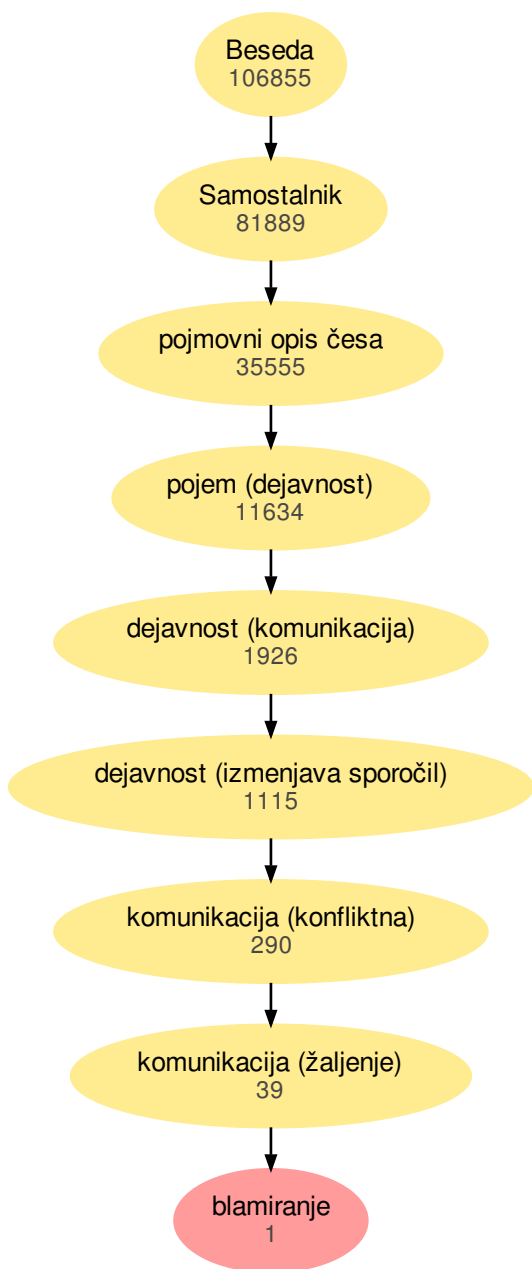 Beseda
106855
Samostalnik
81889
pojmovni opis česa
35555
pojem (dejavnost)
11634
dejavnost (komunikacija)
1926
dejavnost (izmenjava sporočil)
1115
komunikacija (konfliktna)
290
komunikacija (žaljenje)
39
blamiranje
1